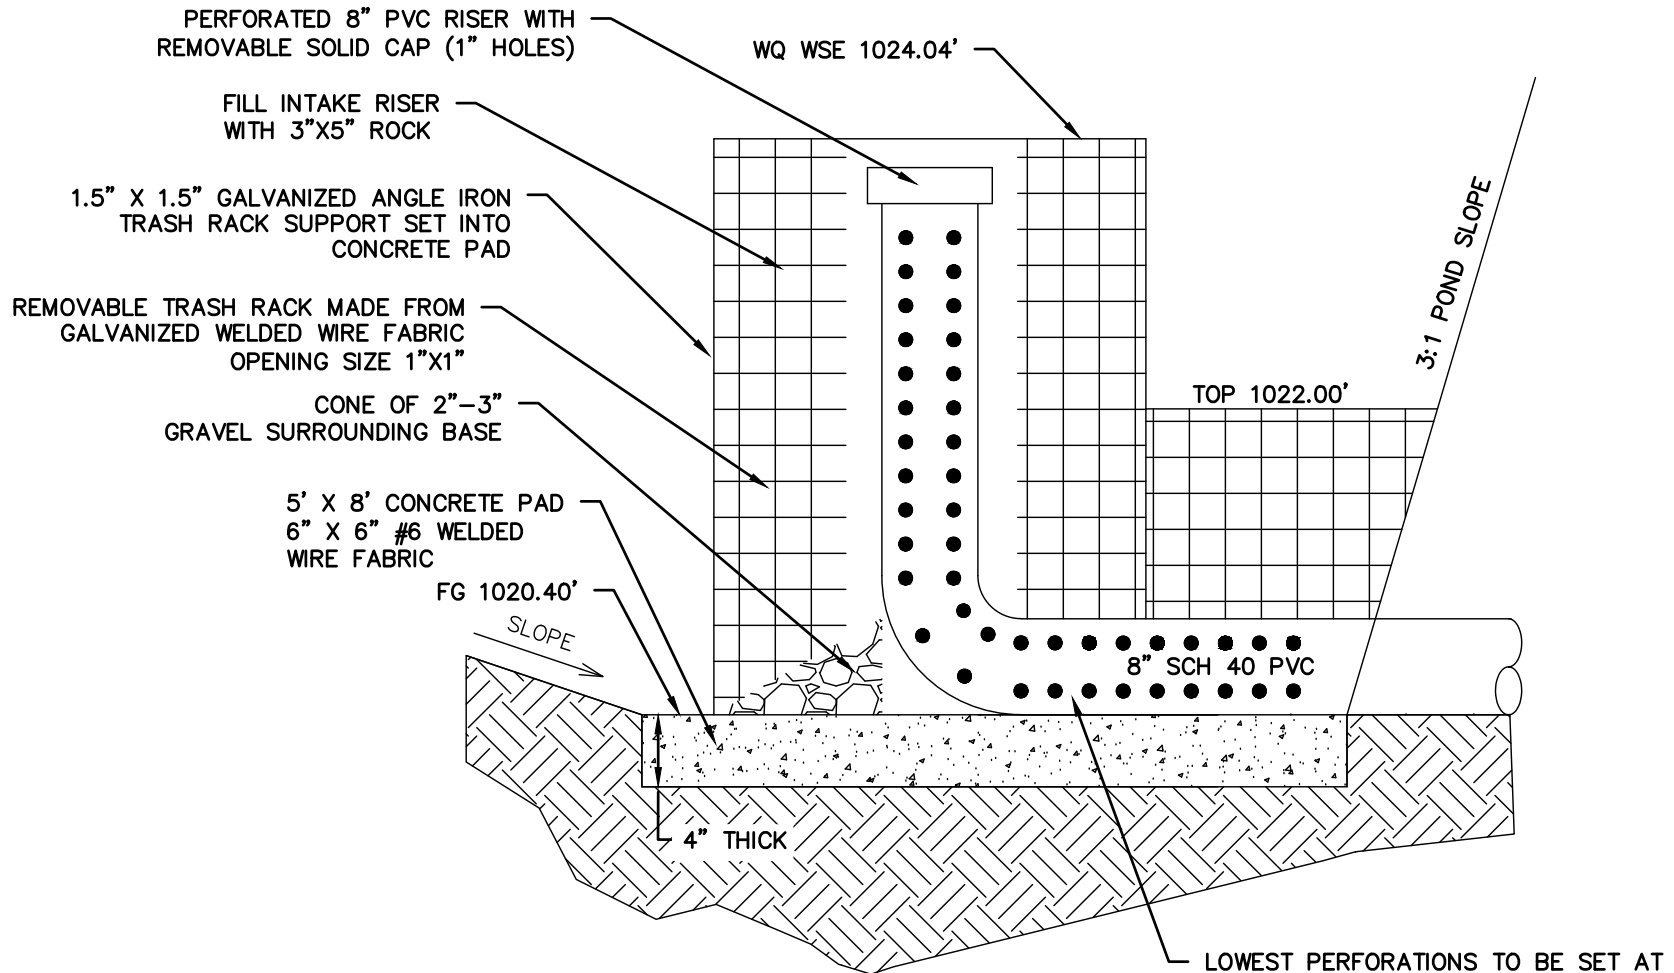 PERFORATED 8" PVC RISER WITH
REMOVABLE SOLID CAP (1" HOLES)
WQ WSE 1024.04'
FILL INTAKE RISER
WITH 3"X5" ROCK
1.5" X 1.5" GALVANIZED ANGLE IRON
TRASH RACK SUPPORT SET INTO
CONCRETE PAD
3:1 POND SLOPE
REMOVABLE TRASH RACK MADE FROM
GALVANIZED WELDED WIRE FABRIC
OPENING SIZE 1"X1"
TOP 1022.00'
CONE OF 2"-3"
GRAVEL SURROUNDING BASE
5' X 8' CONCRETE PAD
6" X 6" #6 WELDED
WIRE FABRIC
FG 1020.40'
SLOPE
8" SCH 40 PVC
4" THICK
LOWEST PERFORATIONS TO BE SET AT